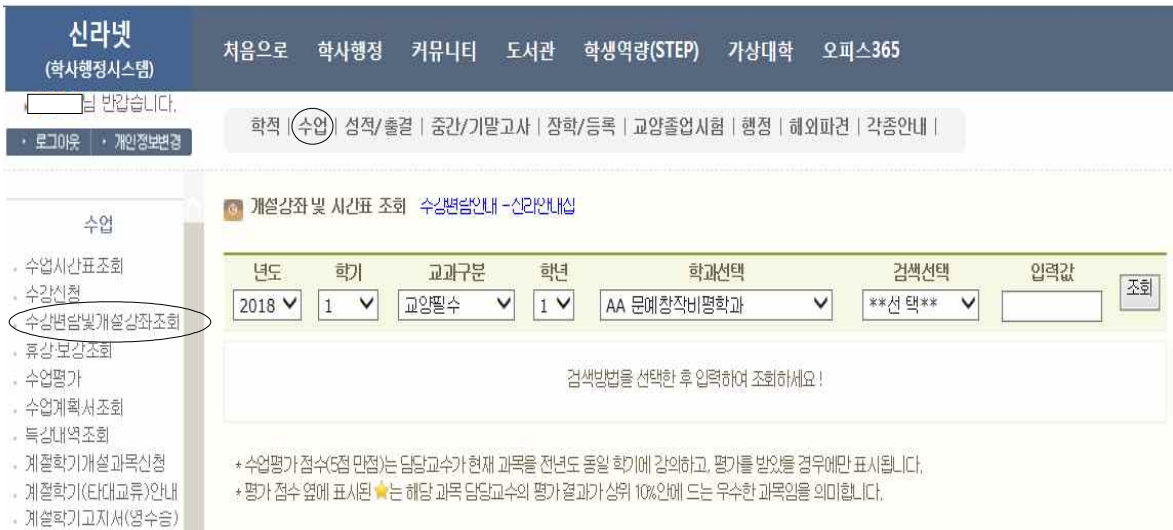 신라넷
(학사행정시스템)
처음으로 학사행정 커뮤니티 도서관 학생역량(STEP) 가상대학 오피스365
님 반갑습니다.
· 로그아웃 · 개인정보변경
학적 | 수업 | 성적/출결 | 중간/기말고사 | 장학/등록 | 교양졸업시험 | 행정 | 해외파견 | 각종안내 |
수업
수업시간표조회
수강신청
수강편람및개설강좌조회
휴강·보강조회
수업평가
수업계획서조회
특강내역조회
계절학기개설과목신청
계절학기(타대교류)안내
계절학기고지서(영수증)
개설강좌 및 시간표 조회 수강편람안내 -신라안내집
년도 학기 교과구분 학년 학과선택 검색선택 입력값
2018 1 교양필수 1 AA 문예창작비평학과 **선 택** 조회
검색방법을 선택한 후 입력하여 조회하세요 !
* 수업평가 점수(5점 만점)는 담당교수가 현재 과목을 전년도 동일 학기에 강의하고, 평가를 받았을 경우에만 표시됩니다.
* 평가 점수 옆에 표시된 ★는 해당 과목 담당교수의 평가 결과가 상위 10%안에 드는 우수한 과목임을 의미합니다.